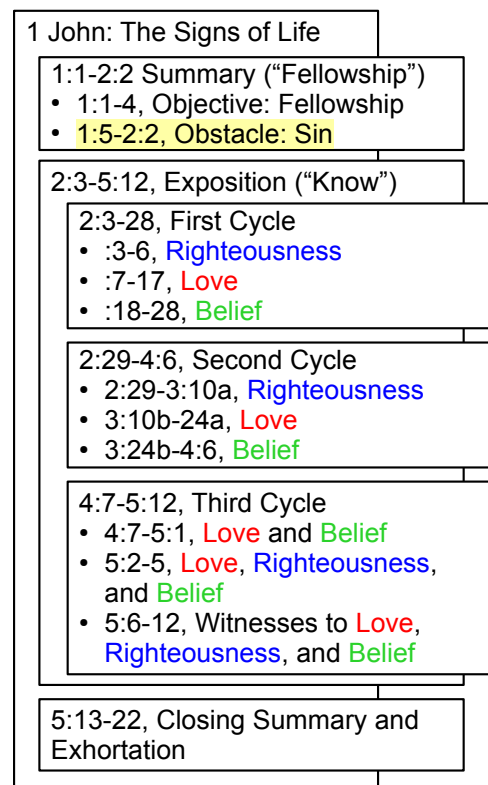 1 John: The Signs of Life
1:1-2:2 Summary (“Fellowship”)
• 1:1-4, Objective: Fellowship
• 1:5-2:2, Obstacle: Sin
2:3-5:12, Exposition (“Know”)
2:3-28, First Cycle
• :3-6, Righteousness
• :7-17, Love
• :18-28, Belief
2:29-4:6, Second Cycle
• 2:29-3:10a, Righteousness
• 3:10b-24a, Love
• 3:24b-4:6, Belief
4:7-5:12, Third Cycle
• 4:7-5:1, Love and Belief
• 5:2-5, Love, Righteousness,
and Belief
• 5:6-12, Witnesses to Love,
Righteousness, and Belief
5:13-22, Closing Summary and
Exhortation